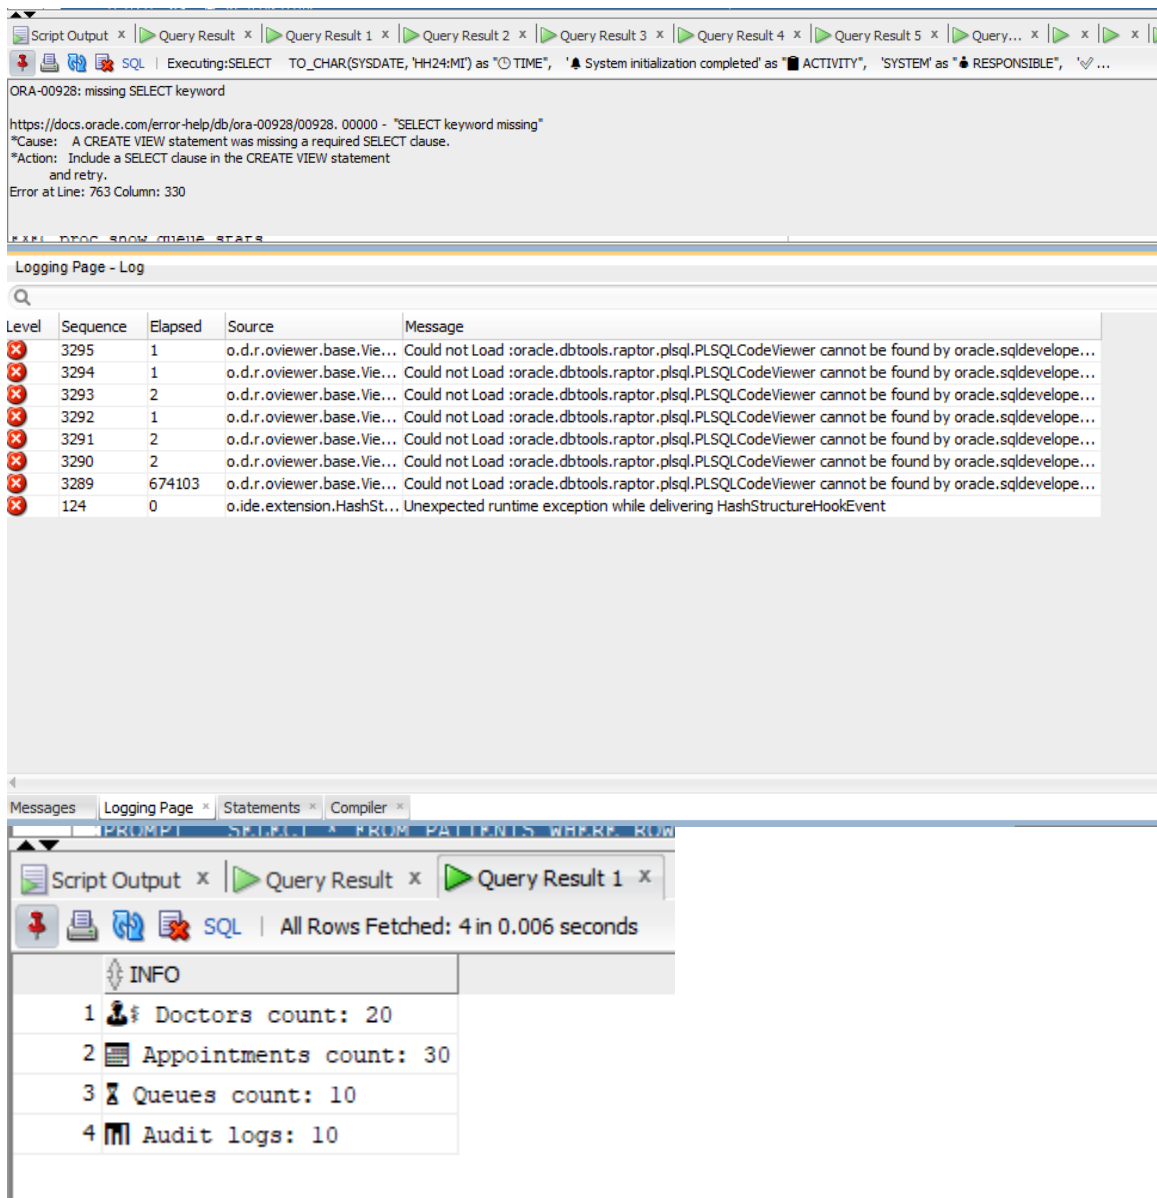 Script Output x Query Result x Query Result 1 x Query Result 2 x Query Result 3 x Query Result 4 x Query Result 5 x Query... x x x
SQL | Executing:SELECT TO_CHAR(SYSDATE, 'HH24:MI') as "🕒 TIME", '🔔 System initialization completed' as "📋 ACTIVITY", 'SYSTEM' as "👤 RESPONSIBLE", '✅ ...
ORA-00928: missing SELECT keyword
https://docs.oracle.com/error-help/db/ora-00928/00928. 00000 - "SELECT keyword missing"
*Cause: A CREATE VIEW statement was missing a required SELECT clause.
*Action: Include a SELECT clause in the CREATE VIEW statement
and retry.
Error at Line: 763 Column: 330
EXEC proc_show_queue_stats
Logging Page - Log
Level Sequence Elapsed Source Message
3295 1 o.d.r.oviewer.base.Vie... Could not Load :oracle.dbtools.raptor.plsql.PLSQLCodeViewer cannot be found by oracle.sqldevelope...
3294 1 o.d.r.oviewer.base.Vie... Could not Load :oracle.dbtools.raptor.plsql.PLSQLCodeViewer cannot be found by oracle.sqldevelope...
3293 2 o.d.r.oviewer.base.Vie... Could not Load :oracle.dbtools.raptor.plsql.PLSQLCodeViewer cannot be found by oracle.sqldevelope...
3292 1 o.d.r.oviewer.base.Vie... Could not Load :oracle.dbtools.raptor.plsql.PLSQLCodeViewer cannot be found by oracle.sqldevelope...
3291 2 o.d.r.oviewer.base.Vie... Could not Load :oracle.dbtools.raptor.plsql.PLSQLCodeViewer cannot be found by oracle.sqldevelope...
3290 2 o.d.r.oviewer.base.Vie... Could not Load :oracle.dbtools.raptor.plsql.PLSQLCodeViewer cannot be found by oracle.sqldevelope...
3289 674103 o.d.r.oviewer.base.Vie... Could not Load :oracle.dbtools.raptor.plsql.PLSQLCodeViewer cannot be found by oracle.sqldevelope...
124 0 o.ide.extension.HashSt... Unexpected runtime exception while delivering HashStructureHookEvent
Messages Logging Page × Statements × Compiler ×
PROMPT SELECT * FROM PATIENTS WHERE ROW
Script Output x Query Result x Query Result 1 x
SQL | All Rows Fetched: 4 in 0.006 seconds
INFO
1 Doctors count: 20
2 Appointments count: 30
3 Queues count: 10
4 Audit logs: 10